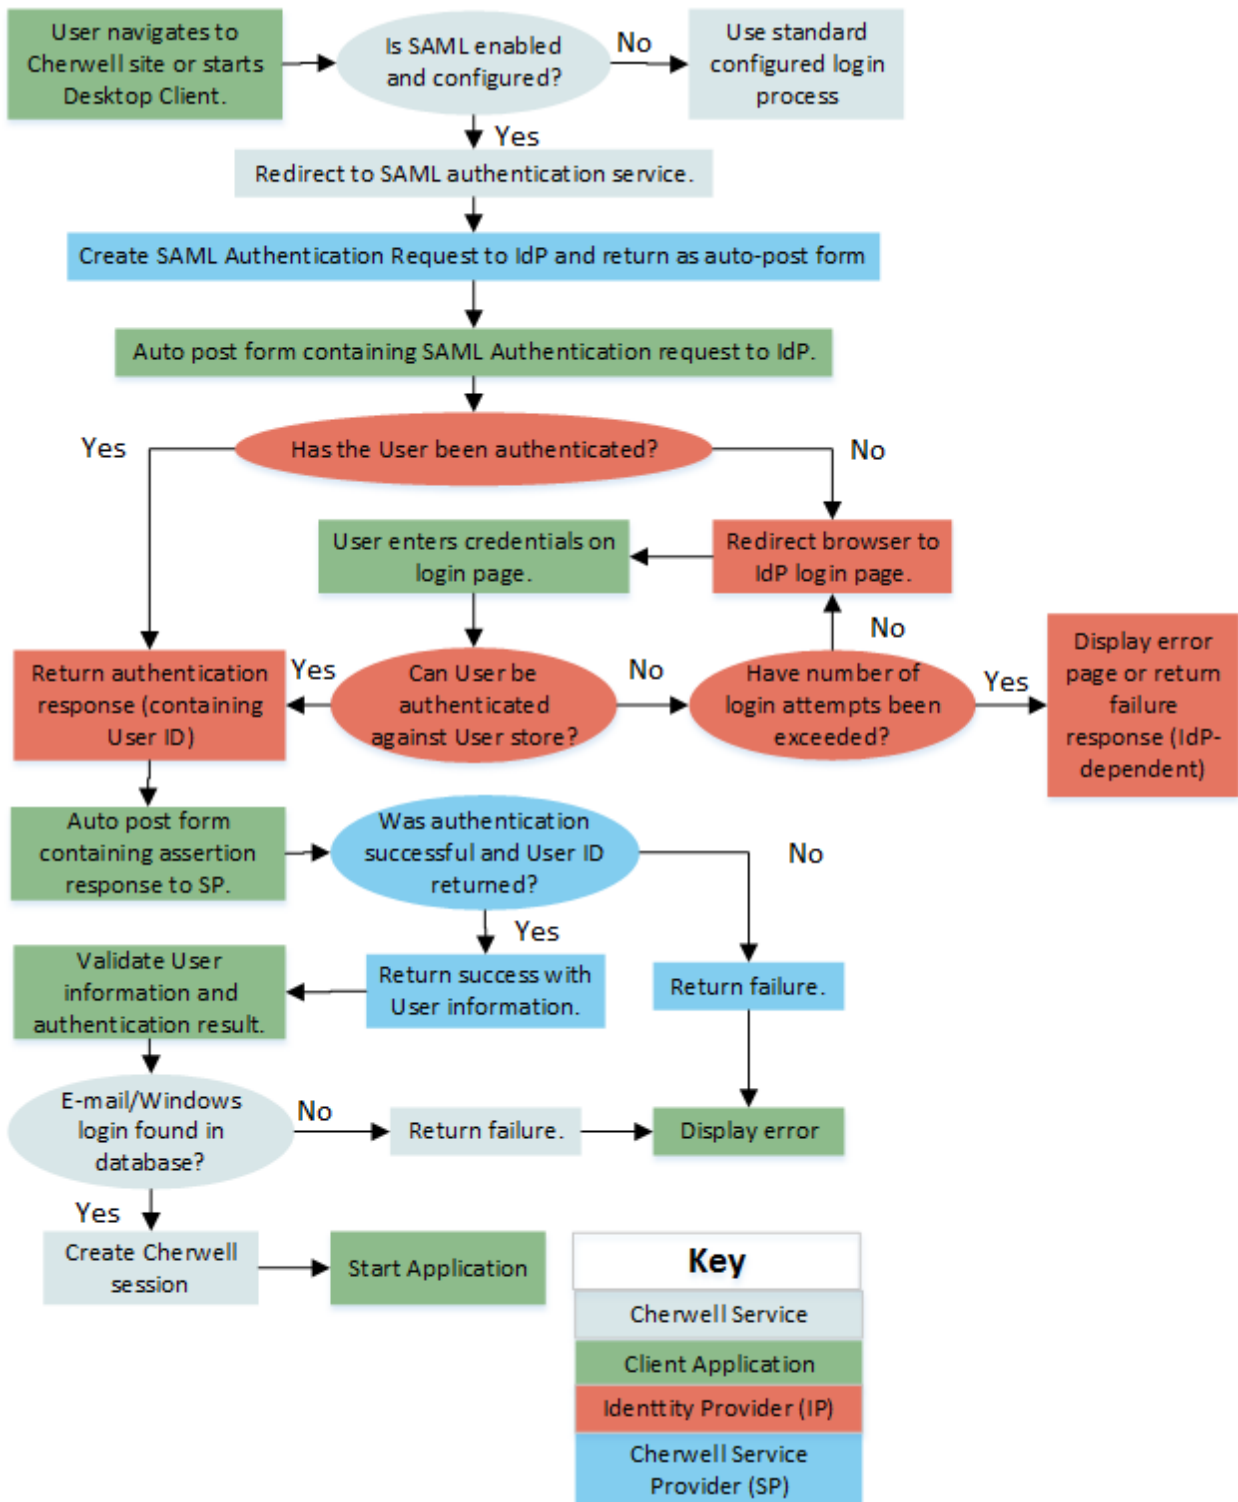 User navigates to
Cherwell site or starts
Desktop Client.
Is SAML enabled
and configured?
No
Use standard
configured login
process
Yes
Redirect to SAML authentication service.
Create SAML Authentication Request to IdP and return as auto-post form
Auto post form containing SAML Authentication request to IdP.
Yes
Has the User been authenticated?
No
User enters credentials on
login page.
Redirect browser to
IdP login page.
No
Return authentication
response (containing
User ID)
Yes
Can User be
authenticated
against User store?
No
Have number of
login attempts been
exceeded?
Yes
Display error
page or return
failure
response (IdP-
dependent)
Auto post form
containing assertion
response to SP.
Was authentication
successful and User ID
returned?
No
Yes
Validate User
information and
authentication result.
Return success with
User information.
Return failure.
E-mail/Windows
login found in
database?
No
Return failure.
Display error
Yes
Create Cherwell
session
Start Application
Key
Cherwell Service
Client Application
Identtity Provider (IP)
Cherwell Service
Provider (SP)